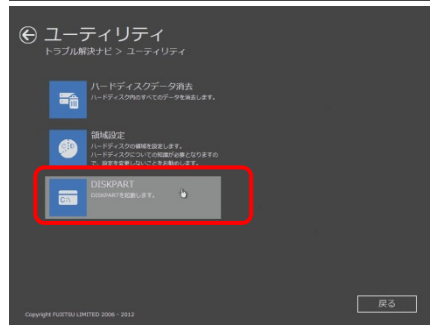 ユーティリティ
トラブル解決ナビ > ユーティリティ
ハードディスクデータ消去
ハードディスク内のすべてのデータを消去します。
領域設定
ハードディスクの領域を設定します。
ハードディスクについての知識が必要となりますの
で、設定を変更しないことをお勧めします。
DISKPART
DISKPARTを起動します。
C:\
戻る
Copyright FUJITSU LIMITED 2006 - 2012